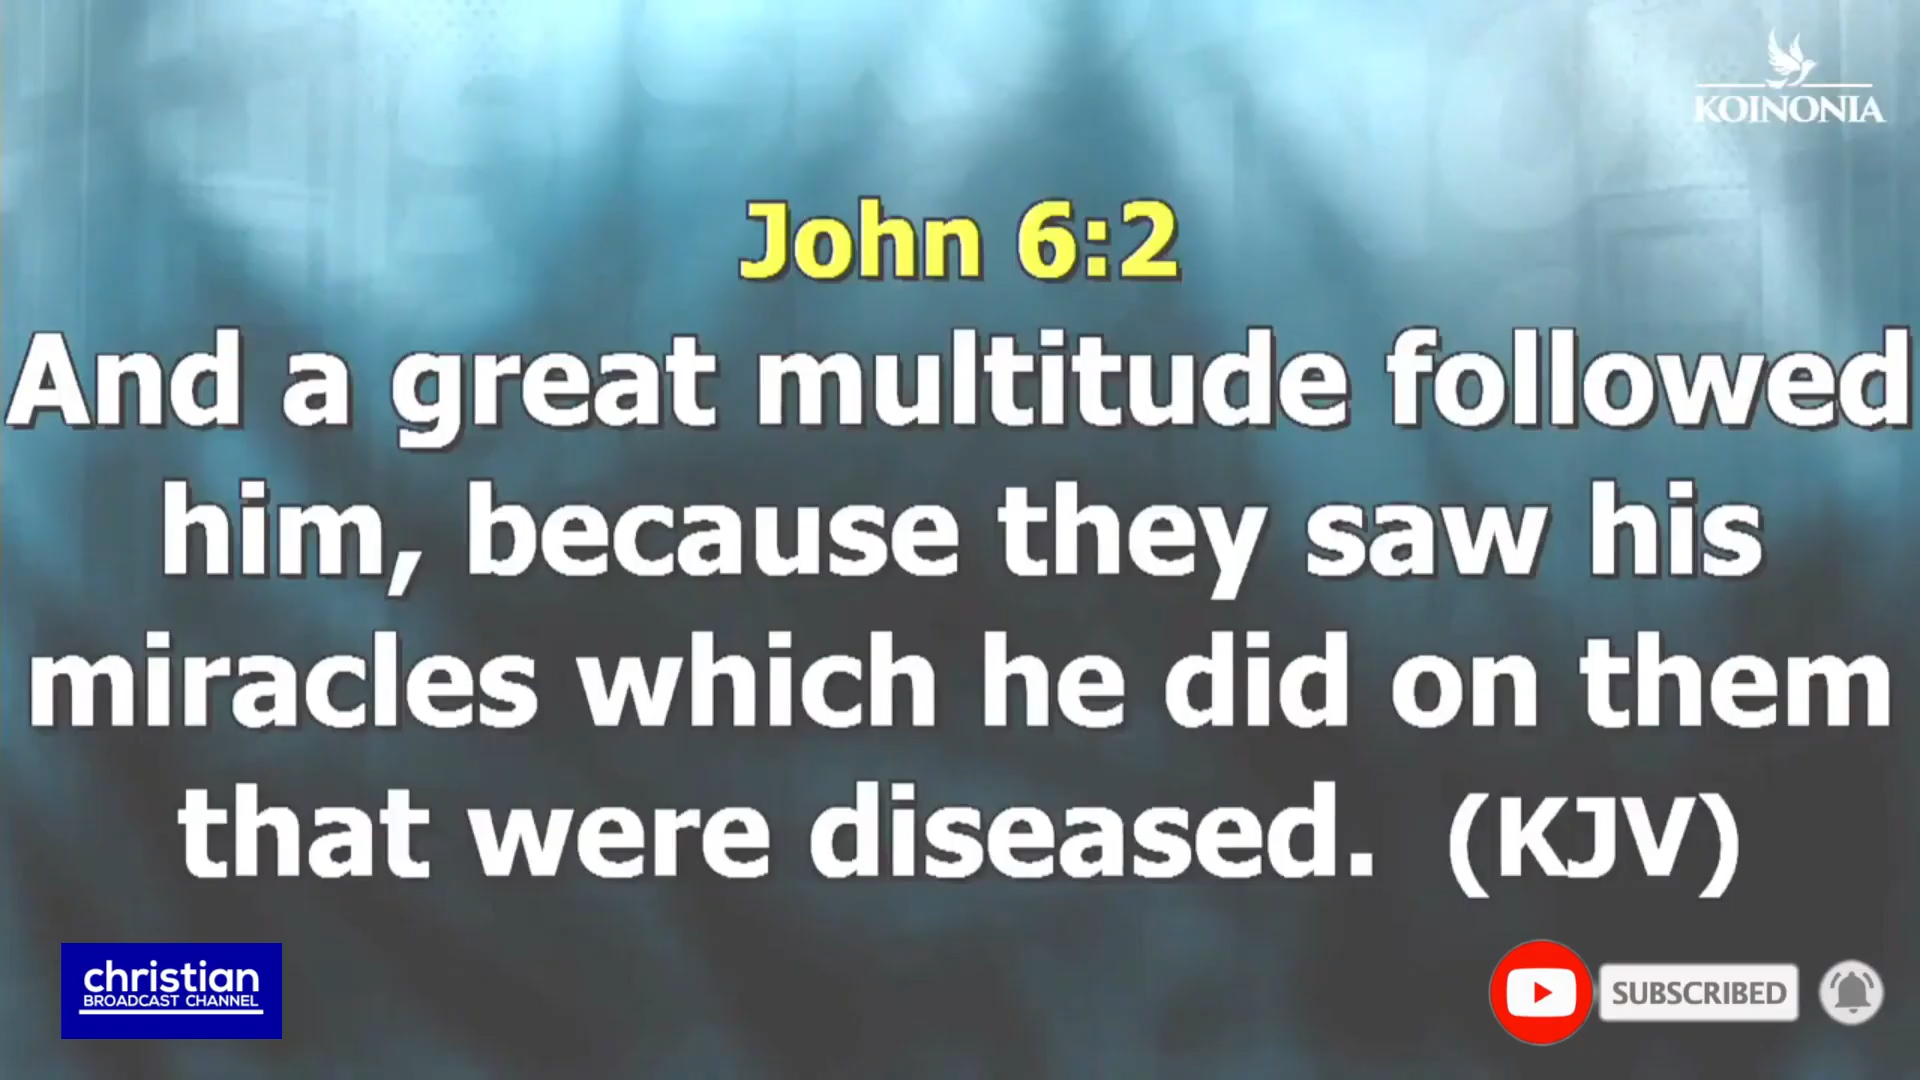 KOINONIA
John 6:2
And a great multitude followed
him, because they saw his
miracles which he did on them
that were diseased. (KJV)
christian
BROADCAST CHANNEL
SUBSCRIBED